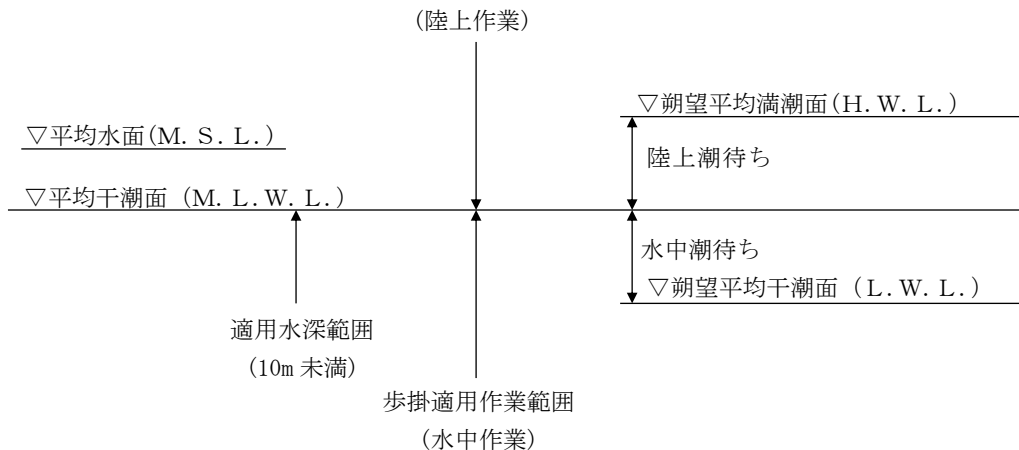 (陸上作業)
▽朔望平均満潮面(H.W.L.)
▽平均水面(M.S.L.)
陸上潮待ち
▽平均干潮面 (M.L.W.L.)
水中潮待ち
▽朔望平均干潮面 (L.W.L.)
適用水深範囲
(10m 未満)
歩掛適用作業範囲
(水中作業)